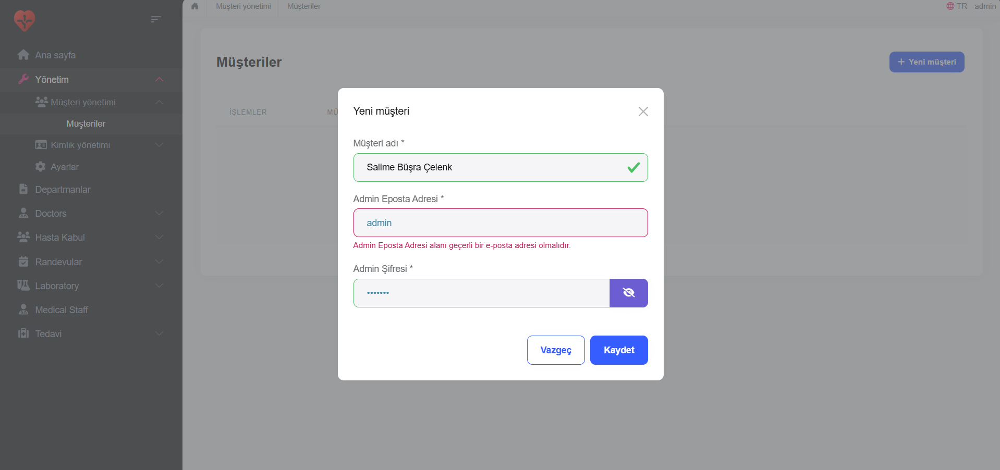 Müşteri yönetimi
Müşteriler
TR
admin
Ana sayfa
Yönetim
Müşteri yönetimi
Müşteriler
Kimlik yönetimi
Ayarlar
Departmanlar
Doctors
Hasta Kabul
Randevular
Laboratory
Medical Staff
Tedavi
Müşteriler
+ Yeni müşteri
İŞLEMLER
MÜ
Yeni müşteri
Müşteri adı *
Salime Büşra Çelenk
Admin Eposta Adresi *
admin
Admin Eposta Adresi alanı geçerli bir e-posta adresi olmalıdır.
Admin Şifresi *
•••••••
Vazgeç
Kaydet